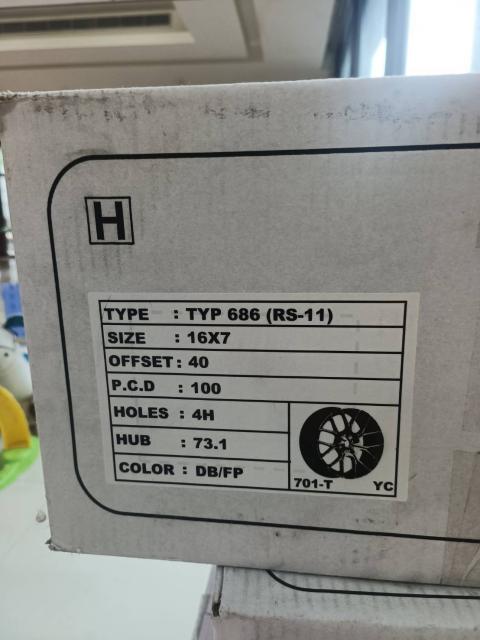 H
TYPE : TYP 686 (RS-11)
SIZE : 16X7
OFFSET : 40
P.C.D : 100
HOLES : 4H
HUB : 73.1
COLOR : DB/FP
701-T YC